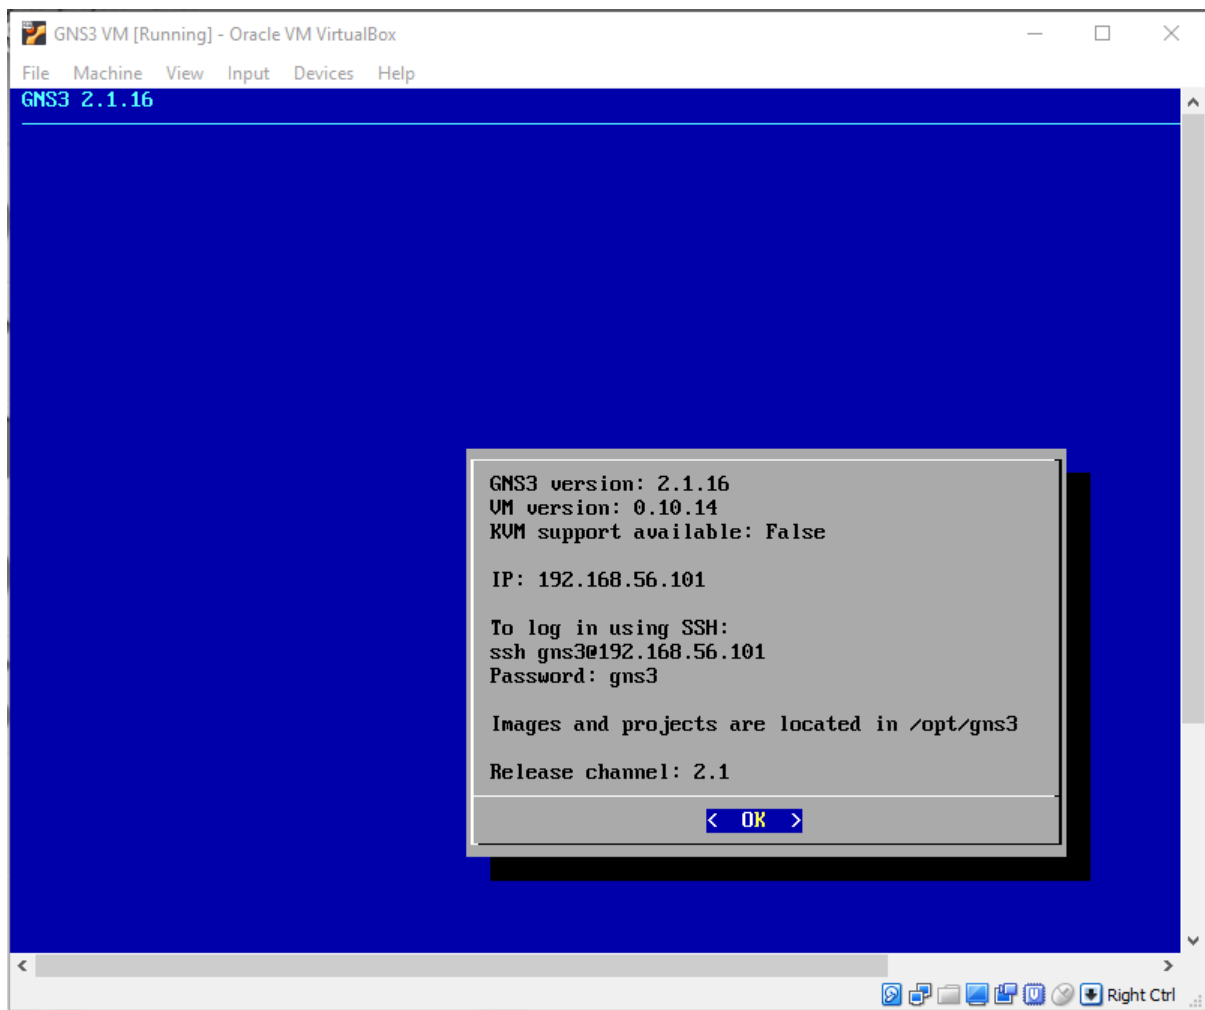 GNS3 VM [Running] - Oracle VM VirtualBox
File Machine View Input Devices Help
GNS3 2.1.16
GNS3 version: 2.1.16
VM version: 0.10.14
KVM support available: False
IP: 192.168.56.101
To log in using SSH:
ssh gns3@192.168.56.101
Password: gns3
Images and projects are located in /opt/gns3
Release channel: 2.1
< OK >
Right Ctrl